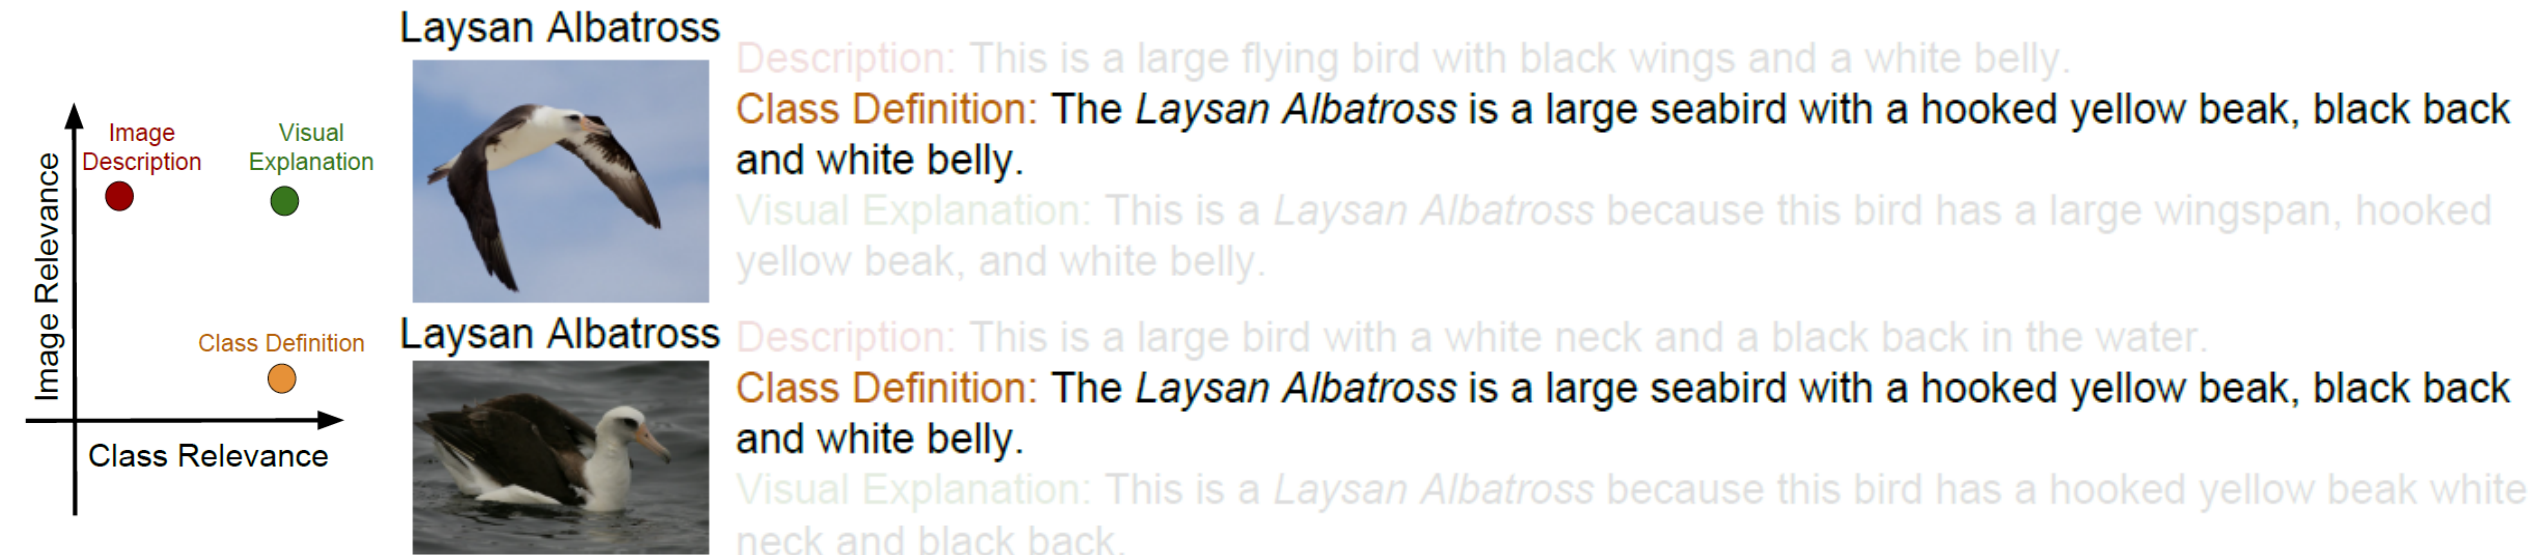 Image
Description
Visual
Explanation
Class Definition
Image Relevance
Class Relevance
Laysan Albatross
Description: This is a large flying bird with black wings and a white belly.
Class Definition: The Laysan Albatross is a large seabird with a hooked yellow beak, black back
and white belly.
Visual Explanation: This is a Laysan Albatross because this bird has a large wingspan, hooked
yellow beak, and white belly.
Laysan Albatross
Description: This is a large bird with a white neck and a black back in the water.
Class Definition: The Laysan Albatross is a large seabird with a hooked yellow beak, black back
and white belly.
Visual Explanation: This is a Laysan Albatross because this bird has a hooked yellow beak white
neck and black back.